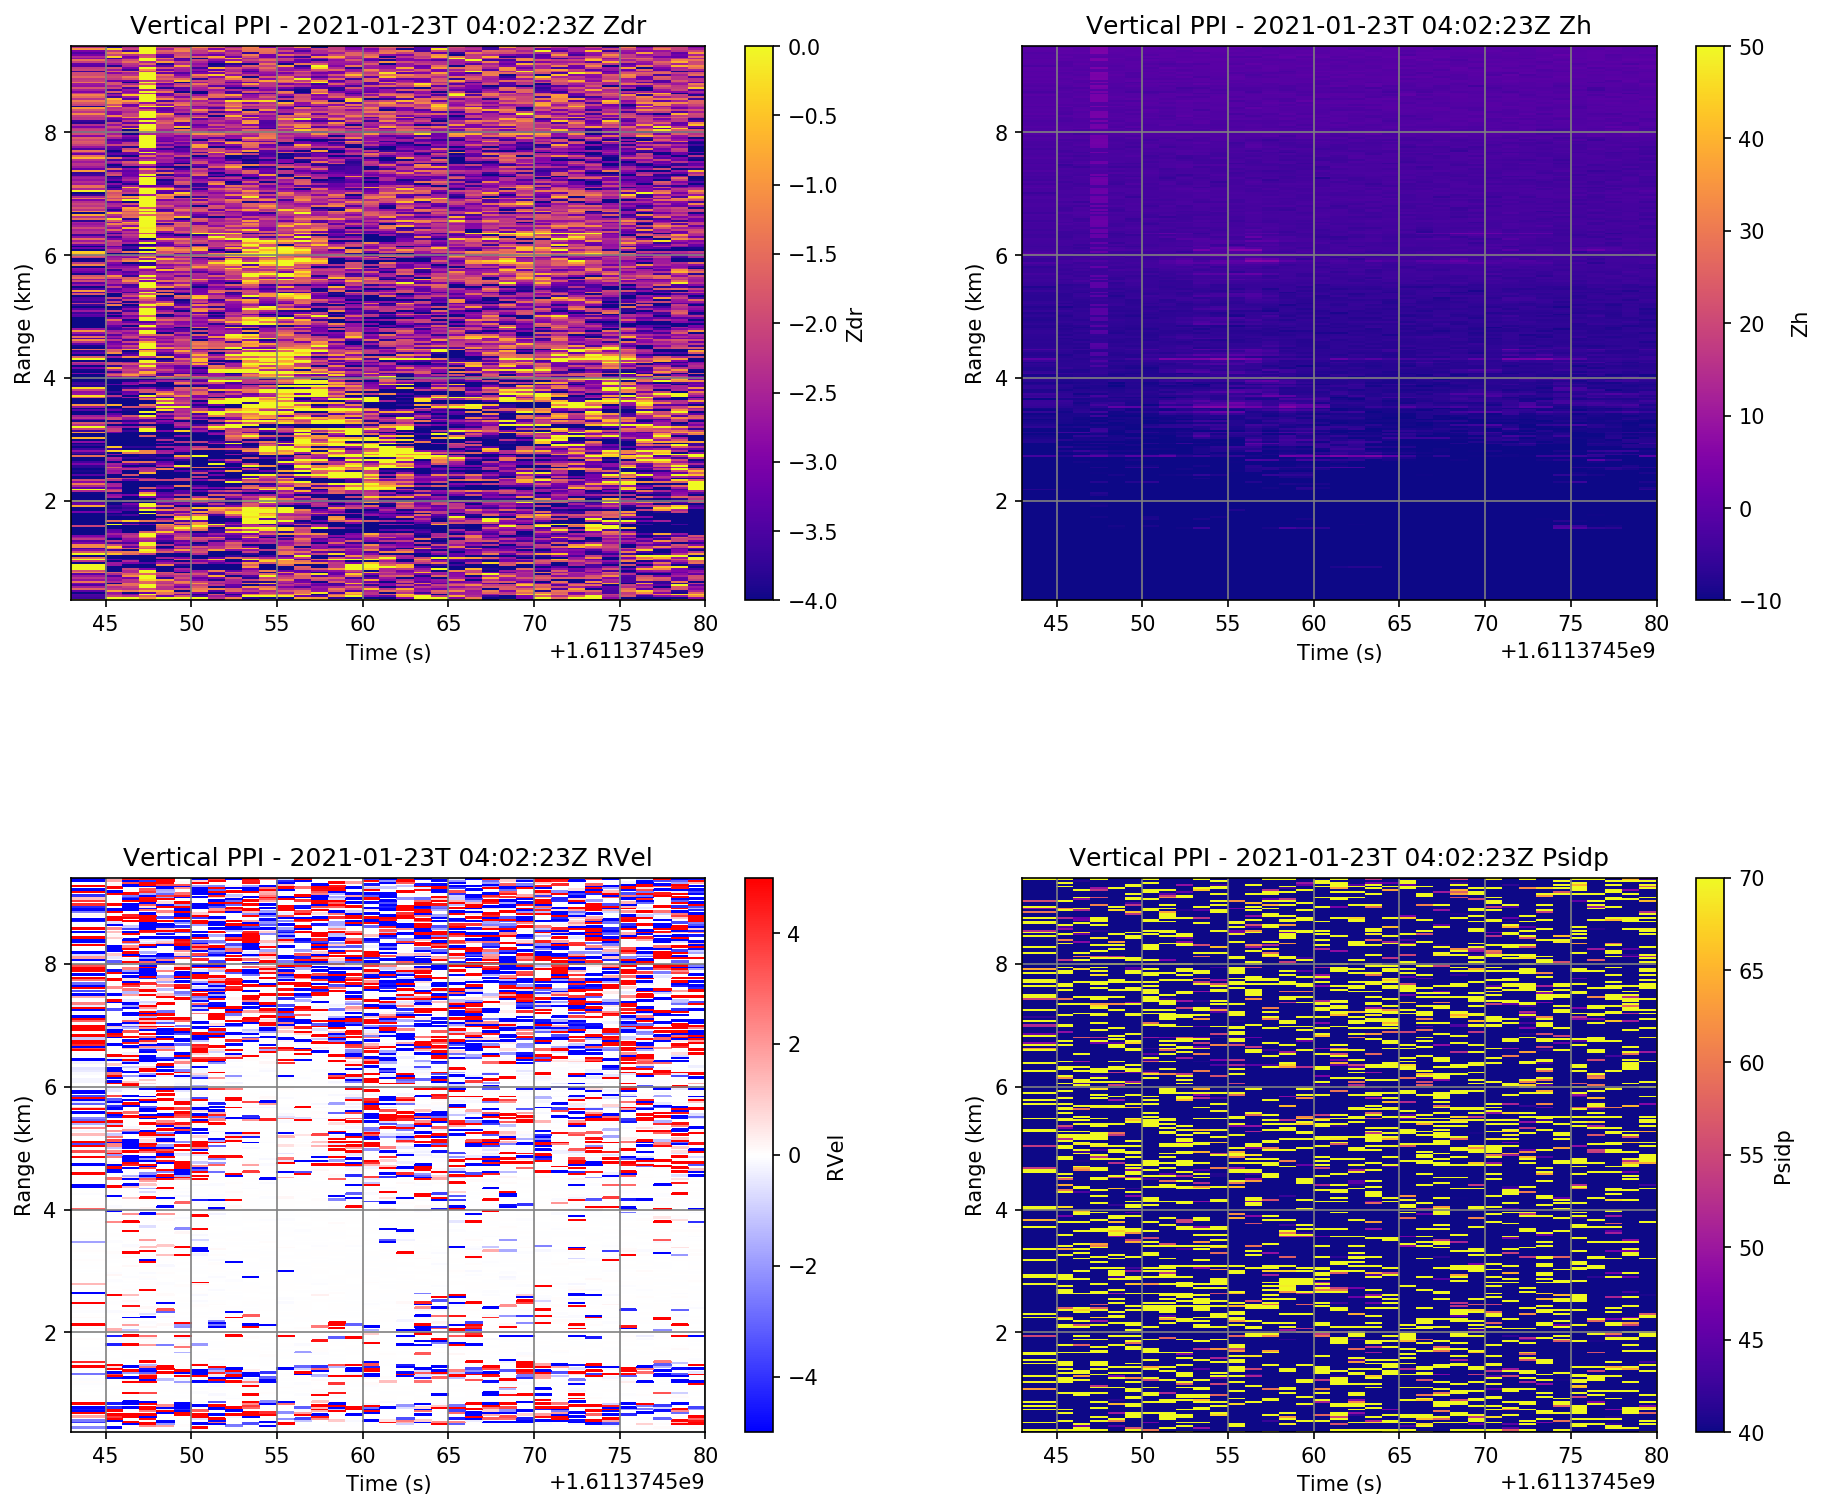 Vertical PPI - 2021-01-23T 04:02:23Z Zdr
Range (km)
8
6
4
2
45 50 55 60 65 70 75 80
Time (s)
+1.6113745e9
0.0
−0.5
−1.0
−1.5
−2.0
−2.5
−3.0
−3.5
−4.0
Zdr
Vertical PPI - 2021-01-23T 04:02:23Z Zh
Range (km)
8
6
4
2
45 50 55 60 65 70 75 80
Time (s)
+1.6113745e9
50
40
30
20
10
0
−10
Zh
Vertical PPI - 2021-01-23T 04:02:23Z RVel
Range (km)
8
6
4
2
45 50 55 60 65 70 75 80
Time (s)
+1.6113745e9
4
2
0
−2
−4
RVel
Vertical PPI - 2021-01-23T 04:02:23Z Psidp
Range (km)
8
6
4
2
45 50 55 60 65 70 75 80
Time (s)
+1.6113745e9
70
65
60
55
50
45
40
Psidp